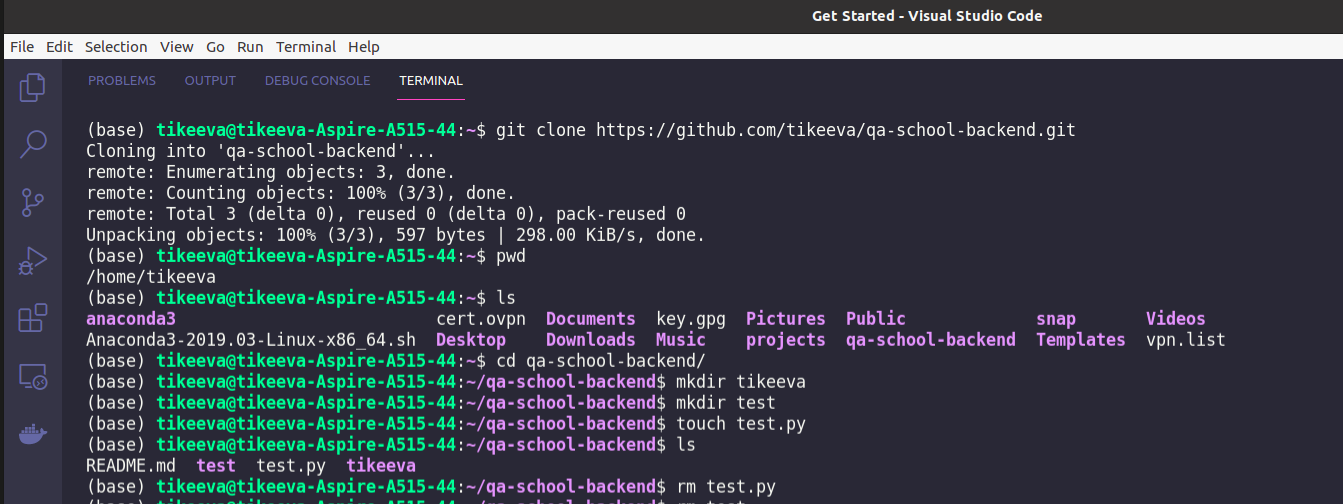 Get Started - Visual Studio Code
File Edit Selection View Go Run Terminal Help
PROBLEMS OUTPUT DEBUG CONSOLE TERMINAL
(base) tikeeva@tikeeva-Aspire-A515-44:~$ git clone https://github.com/tikeeva/qa-school-backend.git
Cloning into 'qa-school-backend'...
remote: Enumerating objects: 3, done.
remote: Counting objects: 100% (3/3), done.
remote: Total 3 (delta 0), reused 0 (delta 0), pack-reused 0
Unpacking objects: 100% (3/3), 597 bytes | 298.00 KiB/s, done.
(base) tikeeva@tikeeva-Aspire-A515-44:~$ pwd
/home/tikeeva
(base) tikeeva@tikeeva-Aspire-A515-44:~$ ls
anaconda3 cert.ovpn Documents key.gpg Pictures Public snap Videos
Anaconda3-2019.03-Linux-x86_64.sh Desktop Downloads Music projects qa-school-backend Templates vpn.list
(base) tikeeva@tikeeva-Aspire-A515-44:~$ cd qa-school-backend/
(base) tikeeva@tikeeva-Aspire-A515-44:~/qa-school-backend$ mkdir tikeeva
(base) tikeeva@tikeeva-Aspire-A515-44:~/qa-school-backend$ mkdir test
(base) tikeeva@tikeeva-Aspire-A515-44:~/qa-school-backend$ touch test.py
(base) tikeeva@tikeeva-Aspire-A515-44:~/qa-school-backend$ ls
README.md test test.py tikeeva
(base) tikeeva@tikeeva-Aspire-A515-44:~/qa-school-backend$ rm test.py